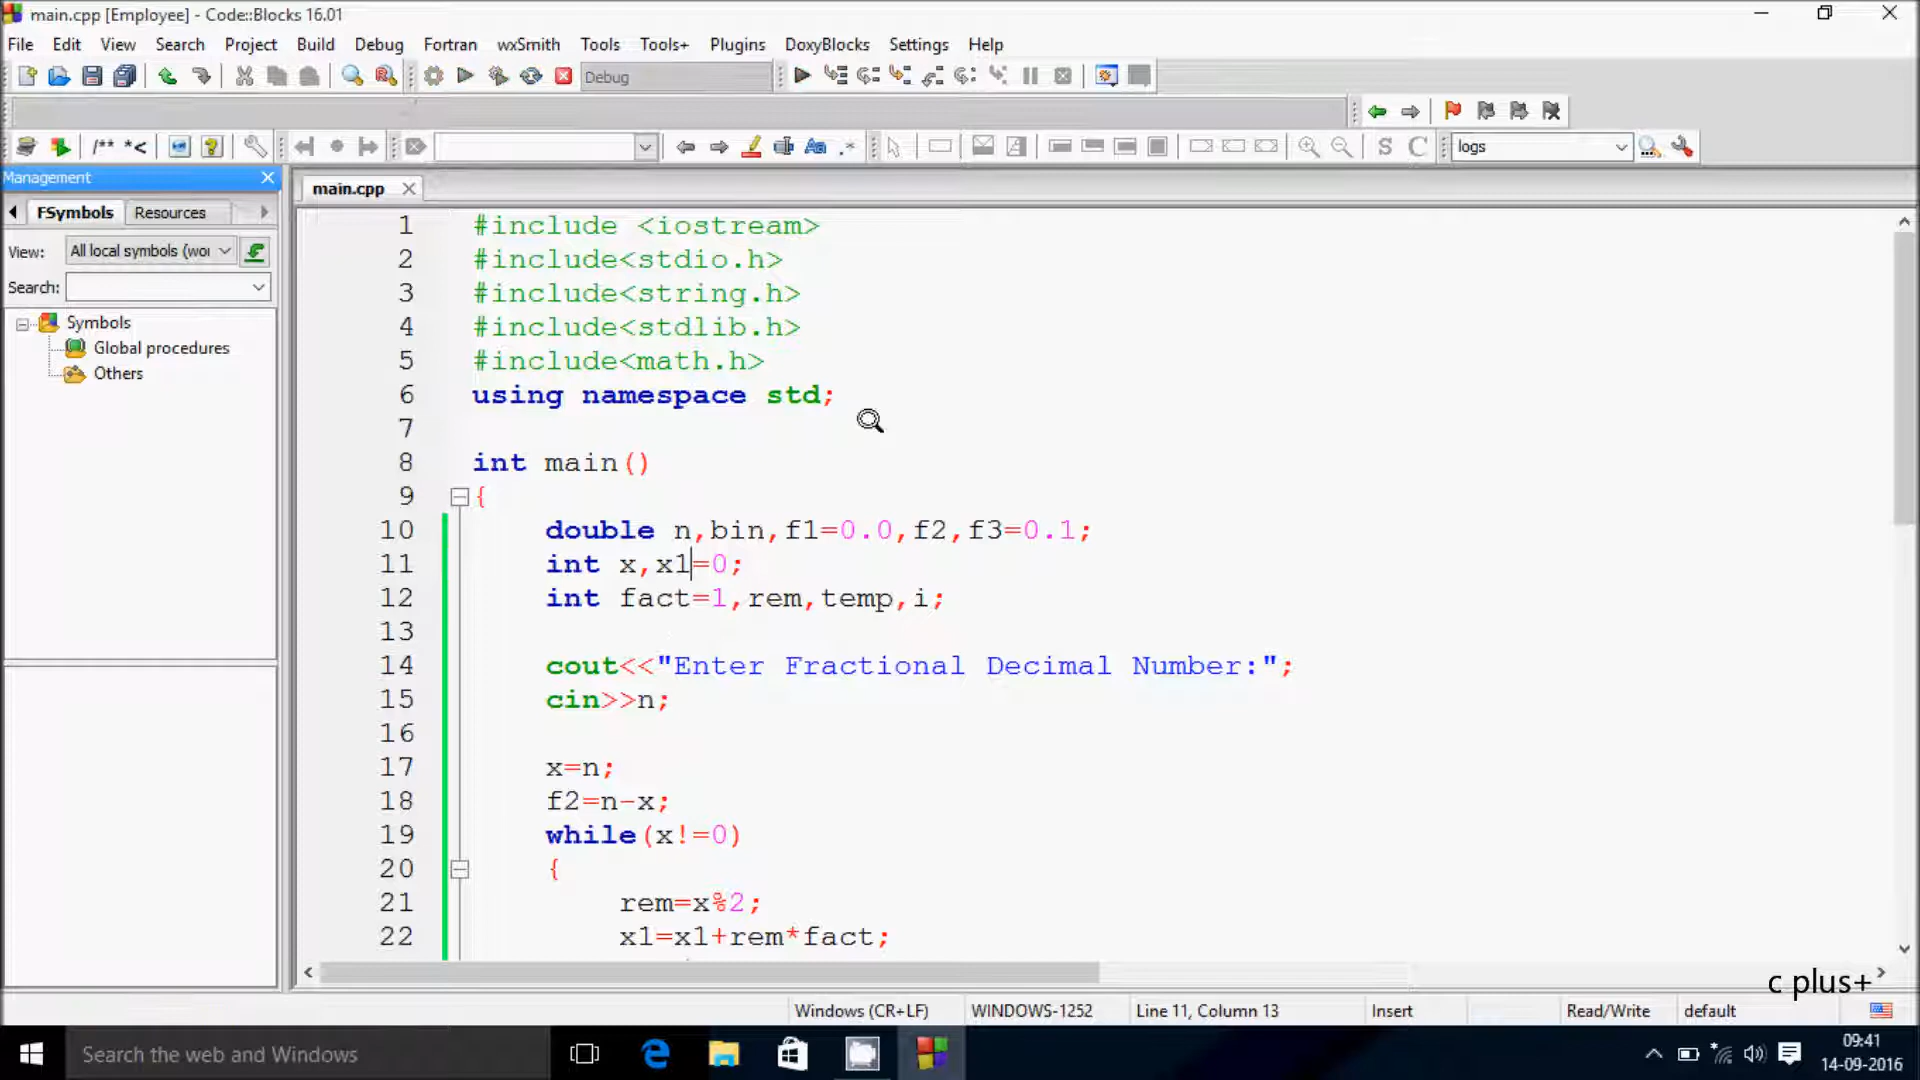 main.cpp [Employee] - Code::Blocks 16.01
File Edit View Search Project Build Debug Fortran wxSmith Tools Tools+ Plugins DoxyBlocks Settings Help
Debug
/** *< logs
Management
FSymbols Resources
main.cpp
View: All local symbols (wor
Search:
Symbols
Global procedures
Others
1 #include <iostream>
2 #include<stdio.h>
3 #include<string.h>
4 #include<stdlib.h>
5 #include<math.h>
6 using namespace std;
7
8 int main()
9 {
10 double n,bin,f1=0.0,f2,f3=0.1;
11 int x,x1=0;
12 int fact=1,rem,temp,i;
13
14 cout<<"Enter Fractional Decimal Number:";
15 cin>>n;
16
17 x=n;
18 f2=n-x;
19 while(x!=0)
20 {
21 rem=x%2;
22 x1=x1+rem*fact;
c plus+
Windows (CR+LF) WINDOWS-1252 Line 11, Column 13 Insert Read/Write default
Search the web and Windows
09:41
14-09-2016